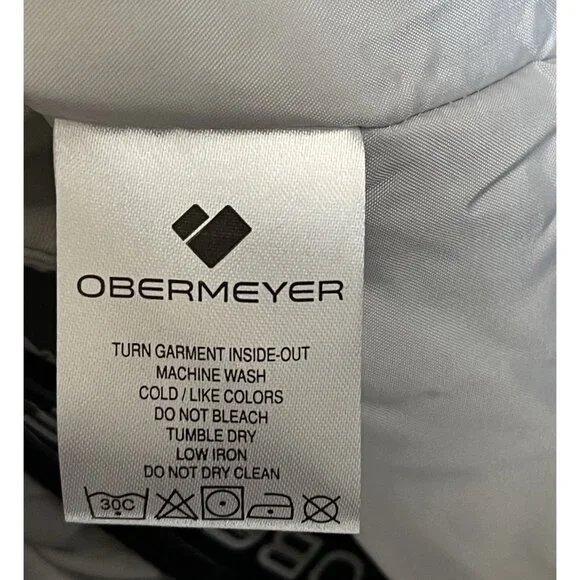 OBERMEYER
TURN GARMENT INSIDE-OUT
MACHINE WASH
COLD / LIKE COLORS
DO NOT BLEACH
TUMBLE DRY
LOW IRON
DO NOT DRY CLEAN
30C